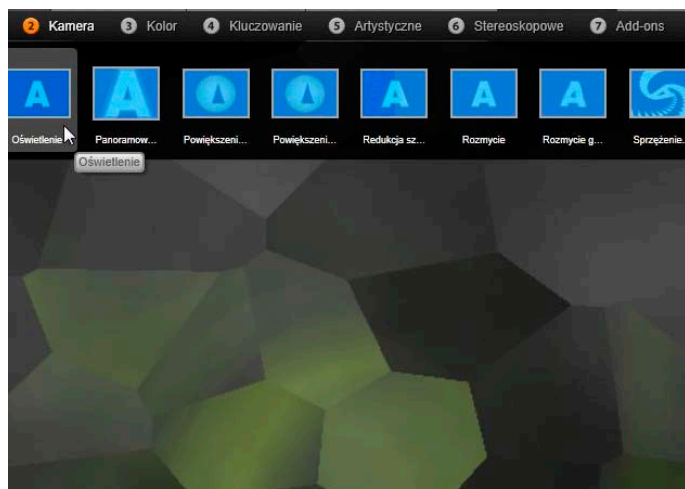 2 Kamera 3 Kolor 4 Kluczowanie 5 Artystyczne 6 Stereoskopowe 7 Add-ons
A A A A A
Oświetlenie Panoramow... Powiększeni... Powiększeni... Redukcja sz... Rozmycie Rozmycie g... Sprzężenie.
Oświetlenie